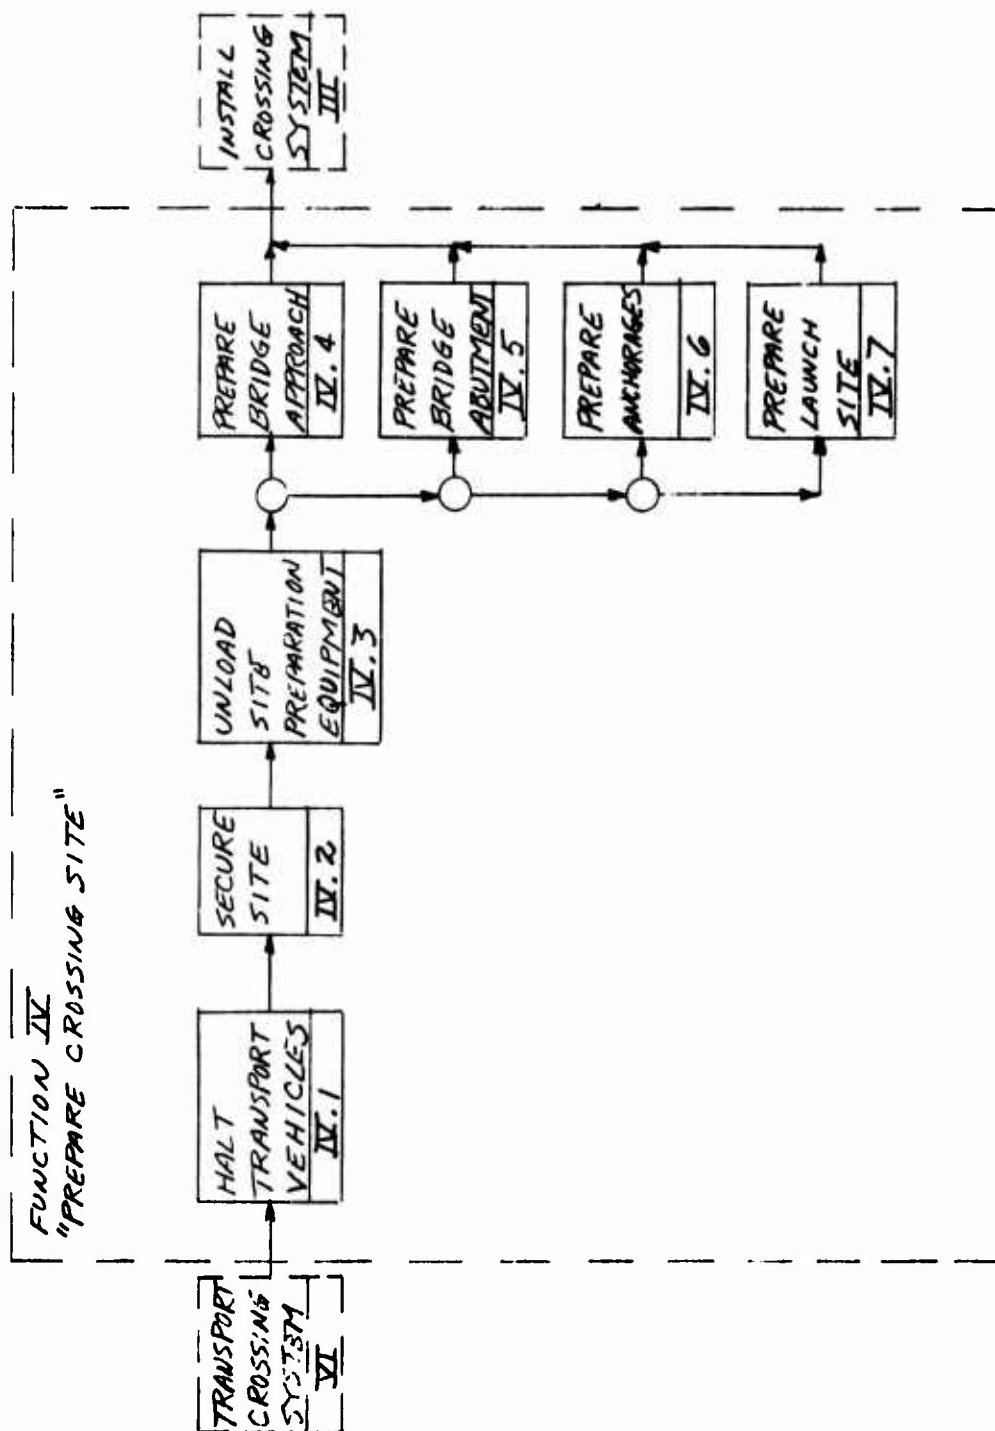 FUNCTION IV
"PREPARE CROSSING SITE"
TRANSPORT
CROSSING
SYSTEM
VI
HALT
TRANSPORT
VEHICLES
IV.1
SECURE
SITE
IV.2
UNLOAD
SITE
PREPARATION
EQUIPMENT
IV.3
PREPARE
BRIDGE
APPROACH
IV.4
PREPARE
BRIDGE
ABUTMENT
IV.5
PREPARE
ANCHORAGES
IV.6
PREPARE
LAUNCH
SITE
IV.7
INSTALL
CROSSING
SYSTEM
III